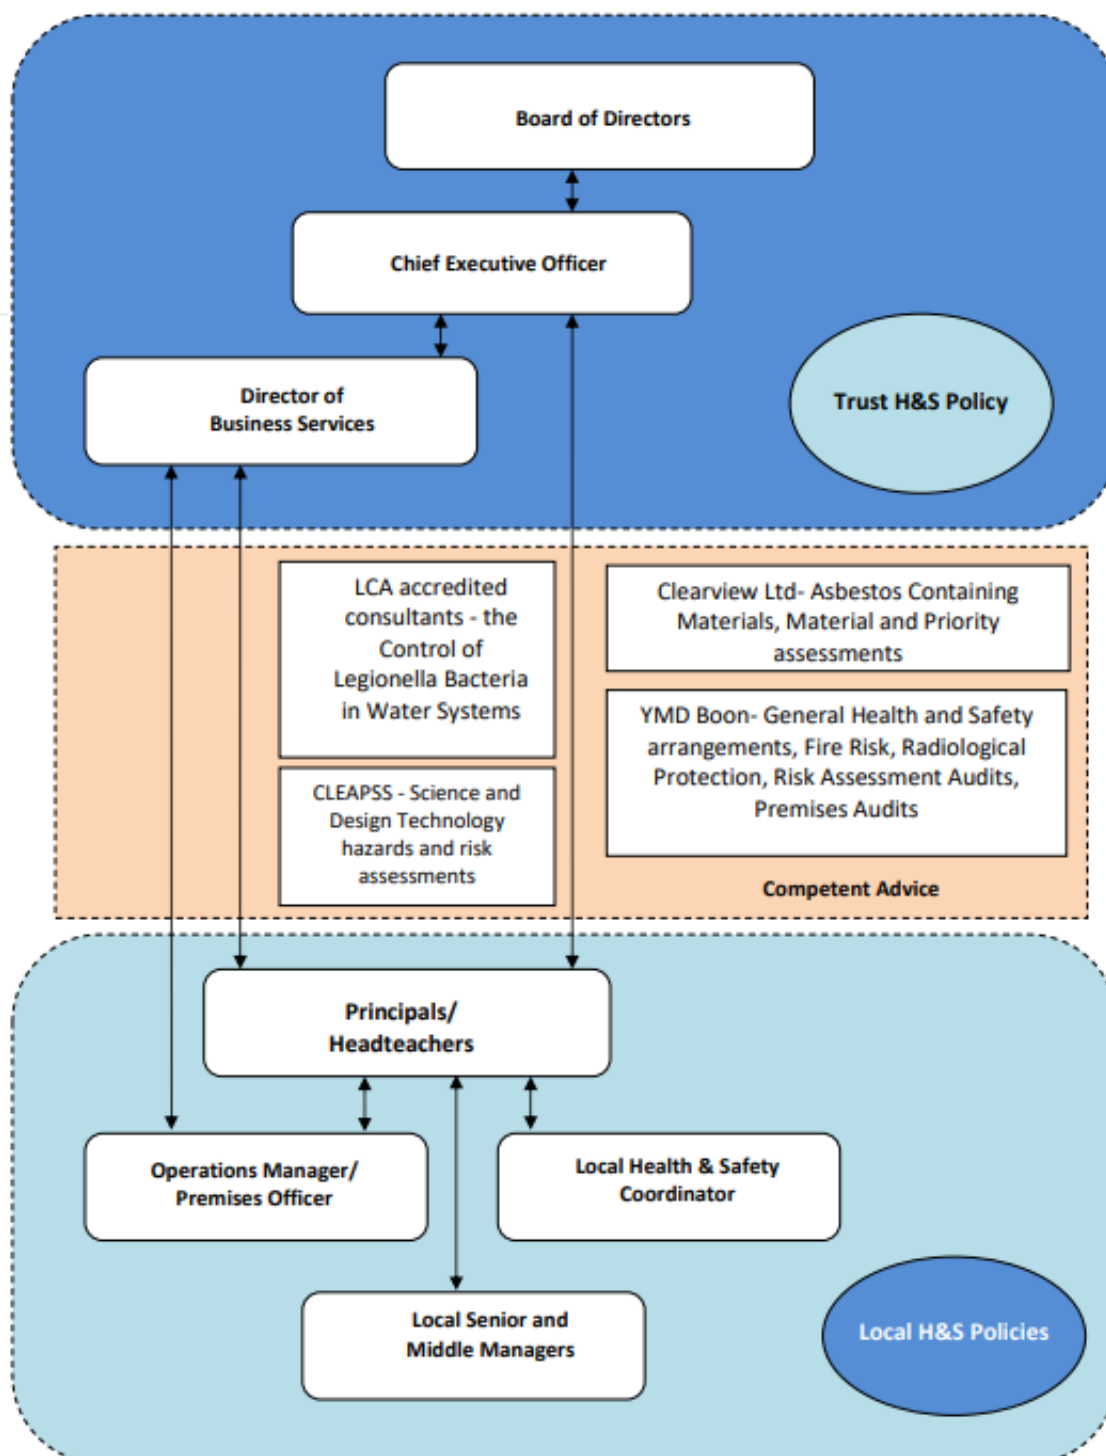 Board of Directors
Chief Executive Officer
Director of
Business Services
Trust H&S Policy
LCA accredited
consultants - the
Control of
Legionella Bacteria
in Water Systems
Clearview Ltd- Asbestos Containing
Materials, Material and Priority
assessments
YMD Boon- General Health and Safety
arrangements, Fire Risk, Radiological
Protection, Risk Assessment Audits,
Premises Audits
CLEAPSS - Science and
Design Technology
hazards and risk
assessments
Competent Advice
Principals/
Headteachers
Operations Manager/
Premises Officer
Local Health & Safety
Coordinator
Local Senior and
Middle Managers
Local H&S Policies